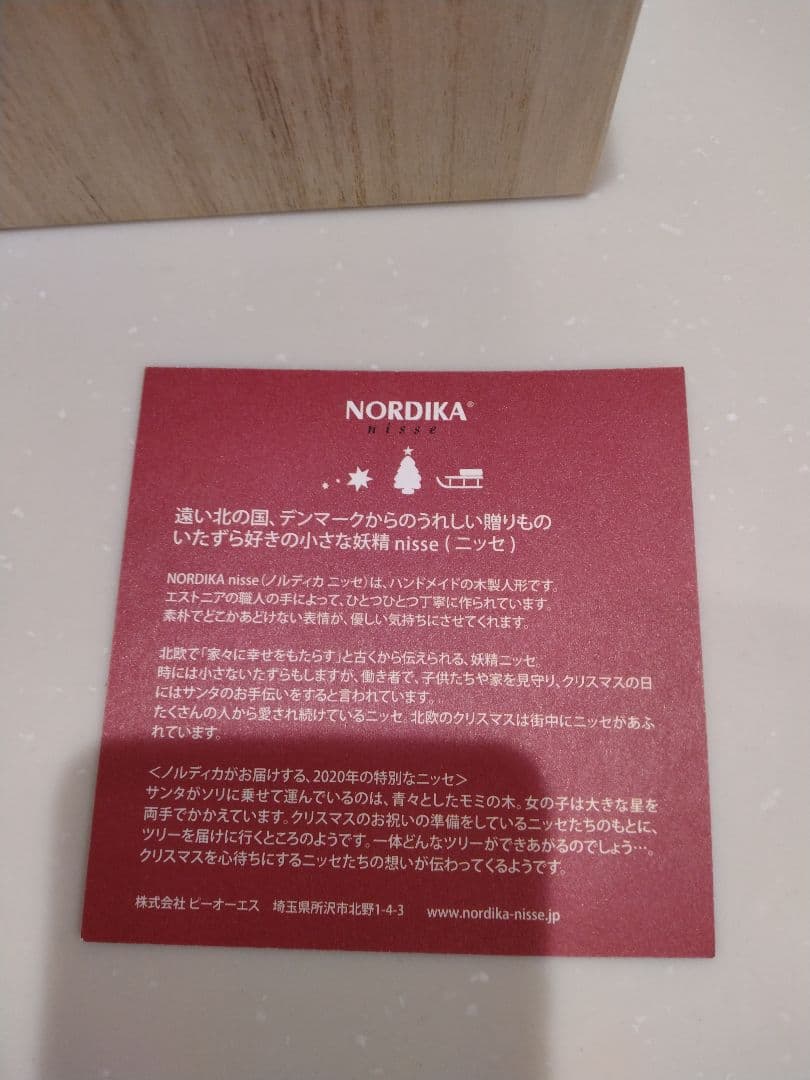 NORDIKA®
nisse
遠い北の国、デンマークからのうれしい贈りもの
いたずら好きの小さな妖精 nisse ( ニッセ )
NORDIKA nisse（ノルディカ ニッセ）は、ハンドメイドの木製人形です。
エストニアの職人の手によって、ひとつひとつ丁寧に作られています。
素朴でどこかあどけない表情が、優しい気持ちにさせてくれます。
北欧で「家々に幸せをもたらす」と古くから伝えられる、妖精ニッセ。
時には小さないたずらもしますが、働き者で、子供たちや家を見守り、クリスマスの日
にはサンタのお手伝いをすると言われています。
たくさんの人から愛され続けているニッセ。北欧のクリスマスは街中にニッセがあふ
れています。
＜ノルディカがお届けする、2020年の特別なニッセ＞
サンタがソリに乗せて運んでいるのは、青々としたモミの木。女の子は大きな星を
両手でかかえています。クリスマスのお祝いの準備をしているニッセたちのもとに、
ツリーを届けに行くところのようです。一体どんなツリーができあがるのでしょう…。
クリスマスを心待ちにするニッセたちの想いが伝わってくるようです。
株式会社 ピーオーエス 埼玉県所沢市北野1-4-3 www.nordika-nisse.jp